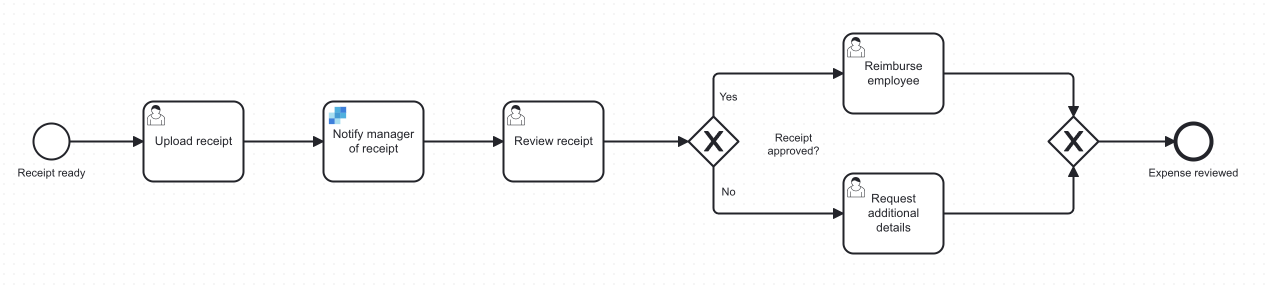 Receipt ready
Upload receipt
Notify manager
of receipt
Review receipt
Yes
Receipt
approved?
No
Reimburse
employee
Request
additional
details
Expense reviewed